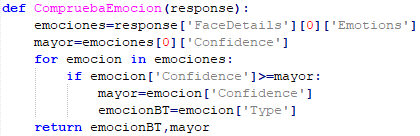 def CompruebaEmocion(response):
    emociones=response['FaceDetails'][0]['Emotions']
    mayor=emociones[0]['Confidence']
    for emocion in emociones:
        if emocion['Confidence']>=mayor:
            mayor=emocion['Confidence']
            emocionBT=emocion['Type']
    return emocionBT,mayor